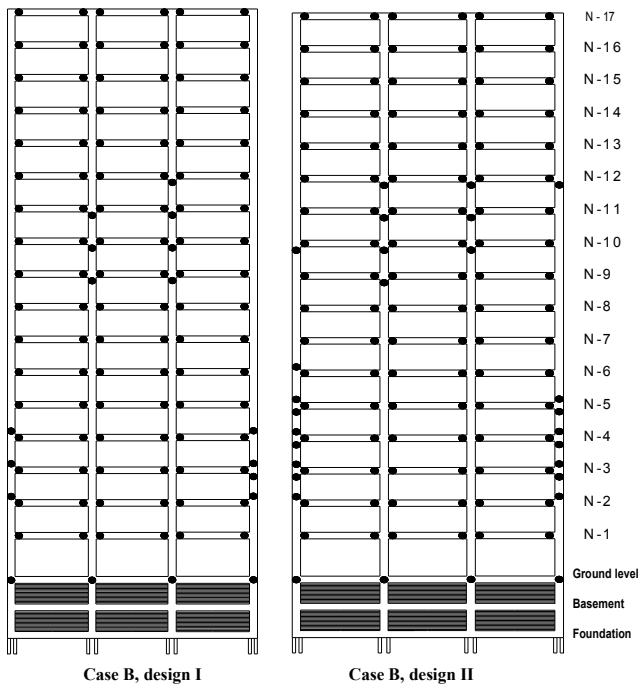 N-17
N-16
N-15
N-14
N-13
N-12
N-11
N-10
N-9
N-8
N-7
N-6
N-5
N-4
N-3
N-2
N-1
Ground level
Basement
Foundation
Case B, design I
Case B, design II